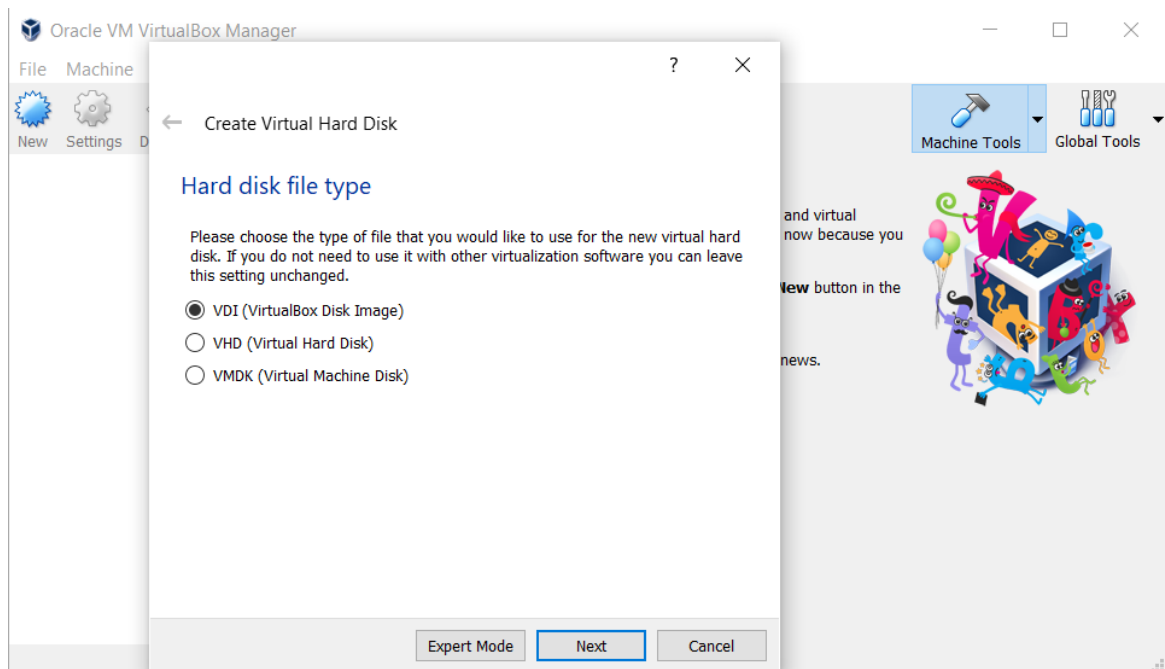 Oracle VM VirtualBox Manager
File Machine
New Settings D
Machine Tools Global Tools
? 
Create Virtual Hard Disk
Hard disk file type
Please choose the type of file that you would like to use for the new virtual hard
disk. If you do not need to use it with other virtualization software you can leave
this setting unchanged.
VDI (VirtualBox Disk Image)
VHD (Virtual Hard Disk)
VMDK (Virtual Machine Disk)
Expert Mode Next Cancel
and virtual
now because you
New button in the
news.